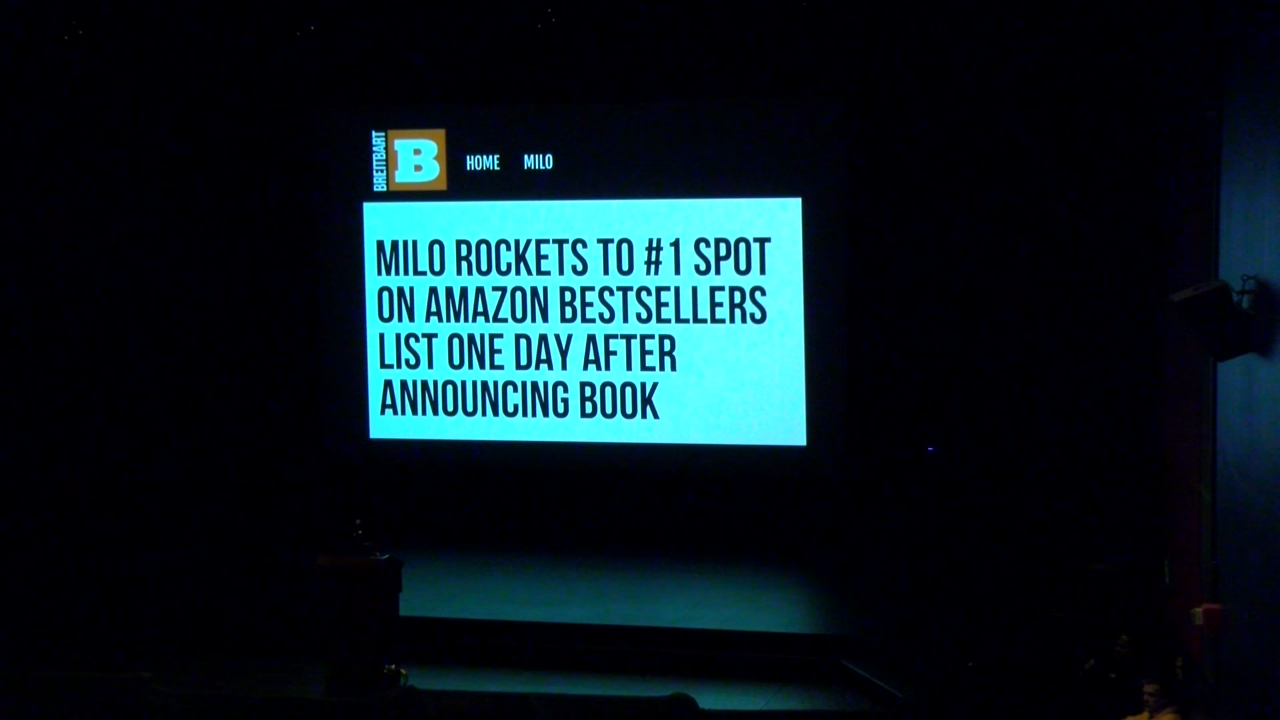 BREITBART
B
HOME MILO
MILO ROCKETS TO #1 SPOT
ON AMAZON BESTSELLERS
LIST ONE DAY AFTER
ANNOUNCING BOOK